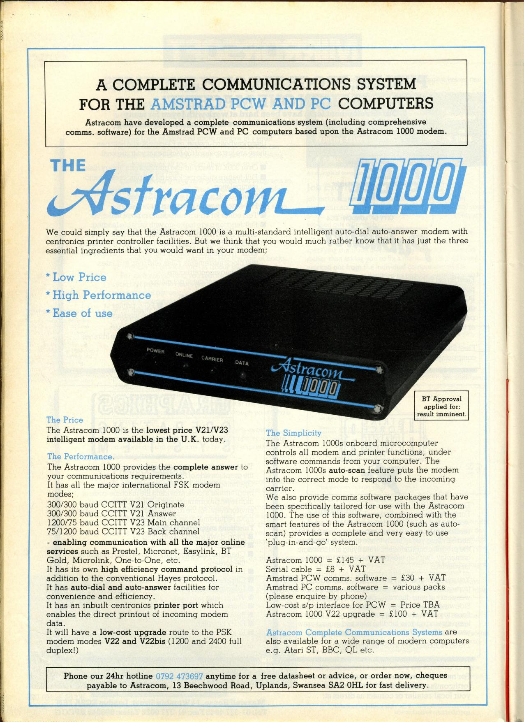 A COMPLETE COMMUNICATIONS SYSTEM
FOR THE AMSTRAD PCW AND PC COMPUTERS
Astracom have developed a complete communications system (including comprehensive
comms. software) for the Amstrad PCW and PC computers based upon the Astracom 1000 modem.
THE
Astracom 1000
We could simply say that the Astracom 1000 is a multi-standard intelligent auto-dial auto-answer modem with
centronics printer controller facilities. But we think that you would much rather know that it has just the three
essential ingredients that you would want in your modem;
* Low Price
* High Performance
* Ease of use
POWER ONLINE CARRIER DATA
Astracom
1000
BT Approval
applied for:
result imminent.
The Price
The Astracom 1000 is the lowest price V21/V23
intelligent modem available in the U.K. today.
The Performance.
The Astracom 1000 provides the complete answer to
your communications requirements.
It has all the major international FSK modem
modes;
300/300 baud CCITT V21 Originate
300/300 baud CCITT V21 Answer
1200/75 baud CCITT V23 Main channel
75/1200 baud CCITT V23 Back channel
- enabling communication with all the major online
services such as Prestel, Micronet, Easylink, BT
Gold, Microlink, One-to-One, etc.
It has its own high efficiency command protocol in
addition to the conventional Hayes protocol.
It has auto-dial and auto-answer facilities for
convenience and efficiency.
It has an inbuilt centronics printer port which
enables the direct printout of incoming modem
data.
It will have a low-cost upgrade route to the PSK
modem modes V22 and V22bis (1200 and 2400 full
duplex!)
The Simplicity
The Astracom 1000s onboard microcomputer
controls all modem and printer functions, under
software commands from your computer. The
Astracom 1000s auto-scan feature puts the modem
into the correct mode to respond to the incoming
carrier.
We also provide comms software packages that have
been specifically tailored for use with the Astracom
1000. The use of this software, combined with the
smart features of the Astracom 1000 (such as auto-
scan) provides a complete and very easy to use
'plug-in-and-go' system.
Astracom 1000 = £145 + VAT
Serial cable = £8 + VAT
Amstrad PCW comms. software = £30 + VAT
Amstrad PC comms. software = various packs
(please enquire by phone)
Low-cost s/p interface for PCW = Price TBA
Astracom 1000 V22 upgrade = £100 + VAT
Astracom Complete Communications Systems are
also available for a wide range of modern computers
e.g. Atari ST, BBC, QL etc.
Phone our 24hr hotline 0792 473697 anytime for a free datasheet or advice, or order now, cheques
payable to Astracom, 13 Beechwood Road, Uplands, Swansea SA2 0HL for fast delivery.